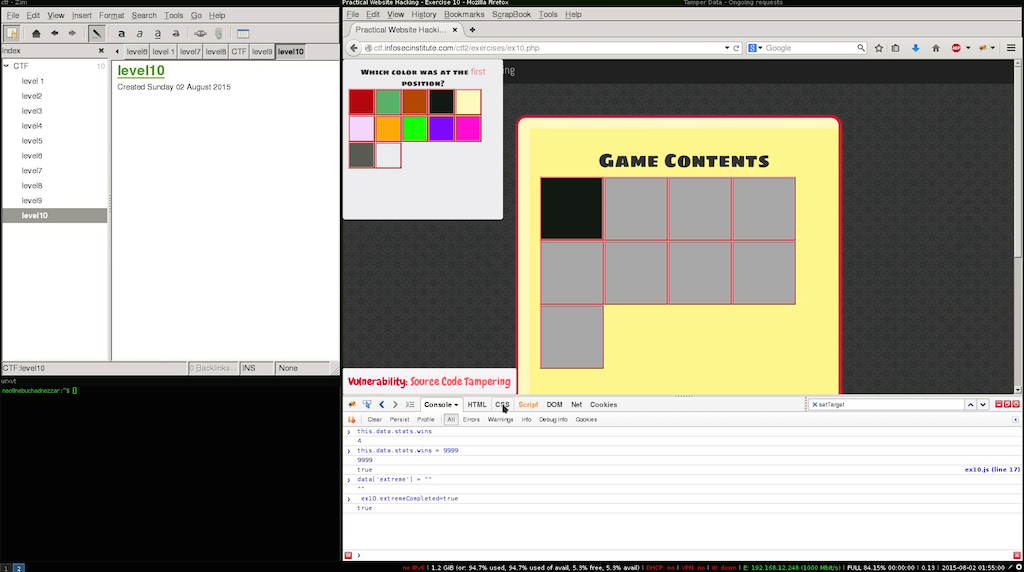 ctf - Zim
File Edit View Insert Format Search Tools Go Help
a a a a
Index
level6 level 1 level7 level8 CTF level9 level10
CTF 10
level 1
level2
level3
level4
level5
level6
level7
level8
level9
level10
level10
Created Sunday 02 August 2015
CTF:level10
0 Backlinks...
INS
None
urxvt
neo@nebuchadnezzar:~$
Practical Website Hacking - Exercise 10 - Mozilla Firefox
Tamper Data - Ongoing requests
File Edit View History Bookmarks ScrapBook Tools Help
Practical Website Hacki...
ctf.infosecinstitute.com/ctf2/exercises/ex10.php
Google
ABP
Which color was at the first
position?
ing
Game Contents
Vulnerability: Source Code Tampering
Console HTML CSS Script DOM Net Cookies
setTarget
Clear Persist Profile All Errors Warnings Info Debug Info Cookies
this.data.stats.wins
4
this.data.stats.wins = 9999
9999
true
ex10.js (line 17)
data['extreme'] = ""
""
ex10.extremeCompleted=true
true
1 2
no IPv6 | 1.2 GiB (or: 94.7% used, 94.7% used of avail, 5.3% free, 5.3% avail) | DHCP: no | VPN: no | W: down | E: 192.168.12.248 (1000 Mbit/s) | FULL 84.15% 00:00:00 | 0.13 | 2015-08-02 01:55:00